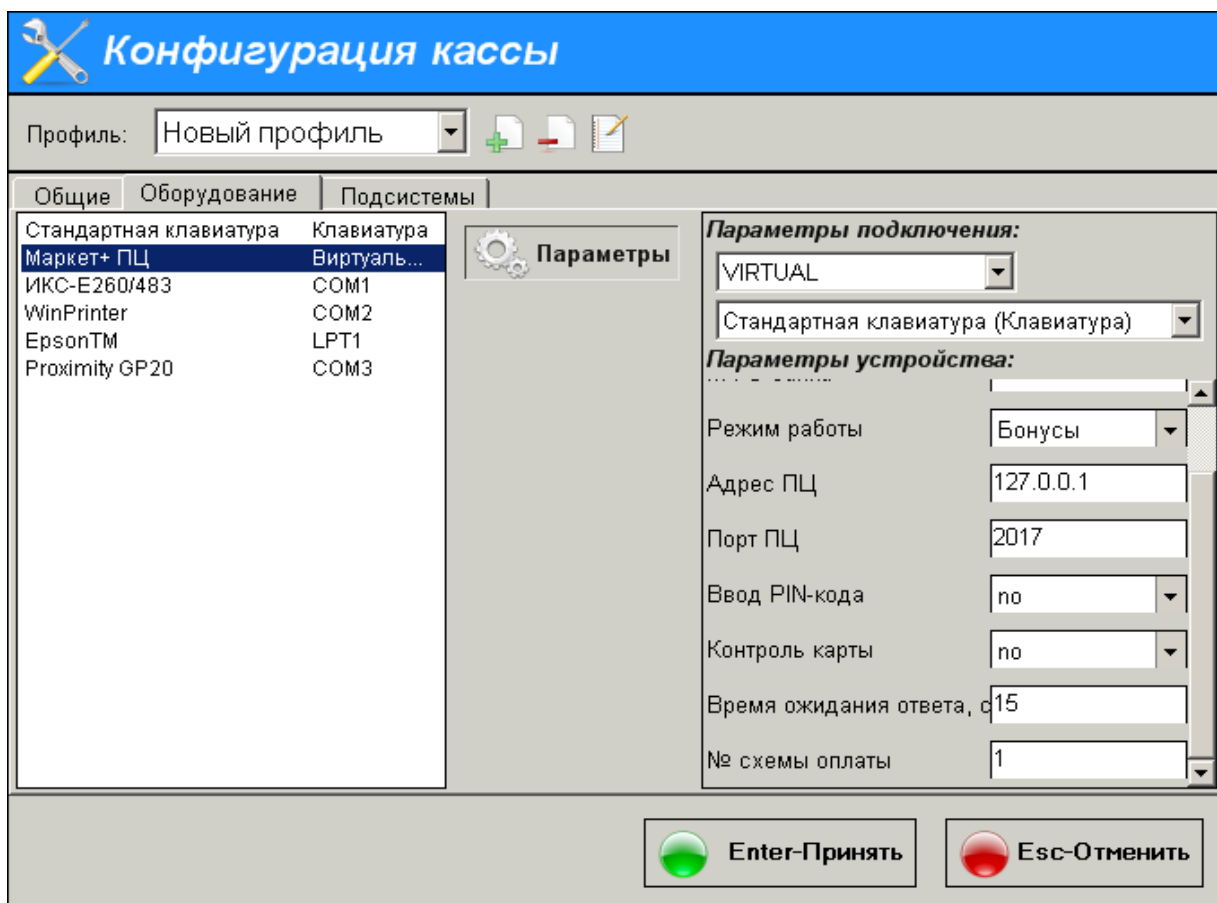 Конфигурация кассы
Профиль: Новый профиль
Общие Оборудование Подсистемы
Стандартная клавиатура Клавиатура
Маркет+ ПЦ Виртуаль...
ИКС-E260/483 COM1
WinPrinter COM2
EpsonTM LPT1
Proximity GP20 COM3
Параметры
Параметры подключения:
VIRTUAL
Стандартная клавиатура (Клавиатура)
Параметры устройства:
Режим работы Бонусы
Адрес ПЦ 127.0.0.1
Порт ПЦ 2017
Ввод PIN-кода no
Контроль карты no
Время ожидания ответа, с 15
№ схемы оплаты 1
Enter-Принять Esc-Отменить